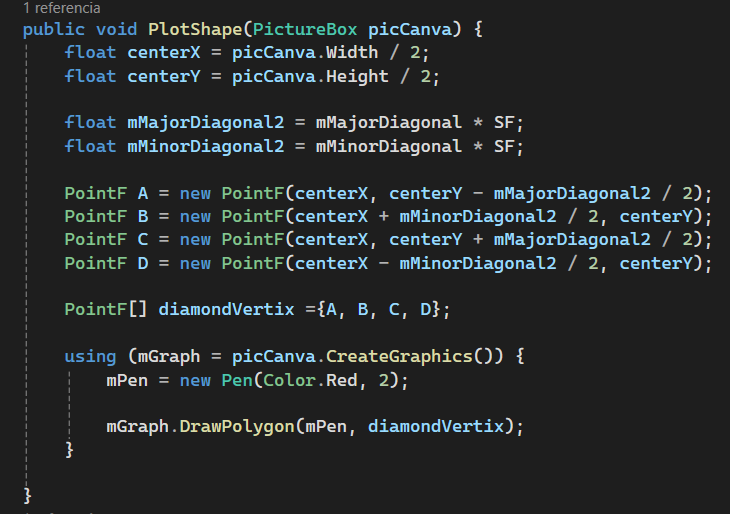 1 referencia
public void PlotShape(PictureBox picCanva) {
float centerX = picCanva.Width / 2;
float centerY = picCanva.Height / 2;
float mMajorDiagonal2 = mMajorDiagonal * SF;
float mMinorDiagonal2 = mMinorDiagonal * SF;
PointF A = new PointF(centerX, centerY - mMajorDiagonal2 / 2);
PointF B = new PointF(centerX + mMinorDiagonal2 / 2, centerY);
PointF C = new PointF(centerX, centerY + mMajorDiagonal2 / 2);
PointF D = new PointF(centerX - mMinorDiagonal2 / 2, centerY);
PointF[] diamondVertix ={A, B, C, D};
using (mGraph = picCanva.CreateGraphics()) {
mPen = new Pen(Color.Red, 2);
mGraph.DrawPolygon(mPen, diamondVertix);
}
}